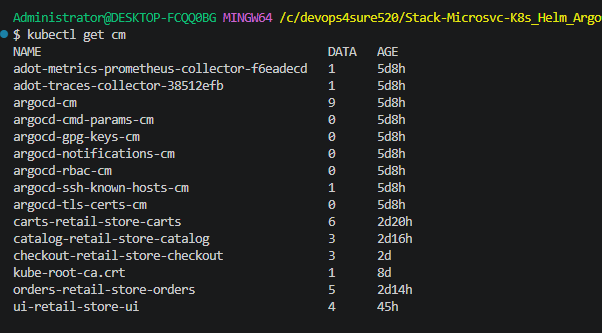 Administrator@DESKTOP-FCQQ0BG MINGW64 /c/devops4sure520/Stack-Microsvc-K8s_Helm_Argo
$ kubectl get cm
NAME DATA AGE
adot-metrics-prometheus-collector-f6eadecd 1 5d8h
adot-traces-collector-38512efb 1 5d8h
argocd-cm 9 5d8h
argocd-cmd-params-cm 0 5d8h
argocd-gpg-keys-cm 0 5d8h
argocd-notifications-cm 0 5d8h
argocd-rbac-cm 0 5d8h
argocd-ssh-known-hosts-cm 1 5d8h
argocd-tls-certs-cm 0 5d8h
carts-retail-store-carts 6 2d20h
catalog-retail-store-catalog 3 2d16h
checkout-retail-store-checkout 3 2d
kube-root-ca.crt 1 8d
orders-retail-store-orders 5 2d14h
ui-retail-store-ui 4 45h